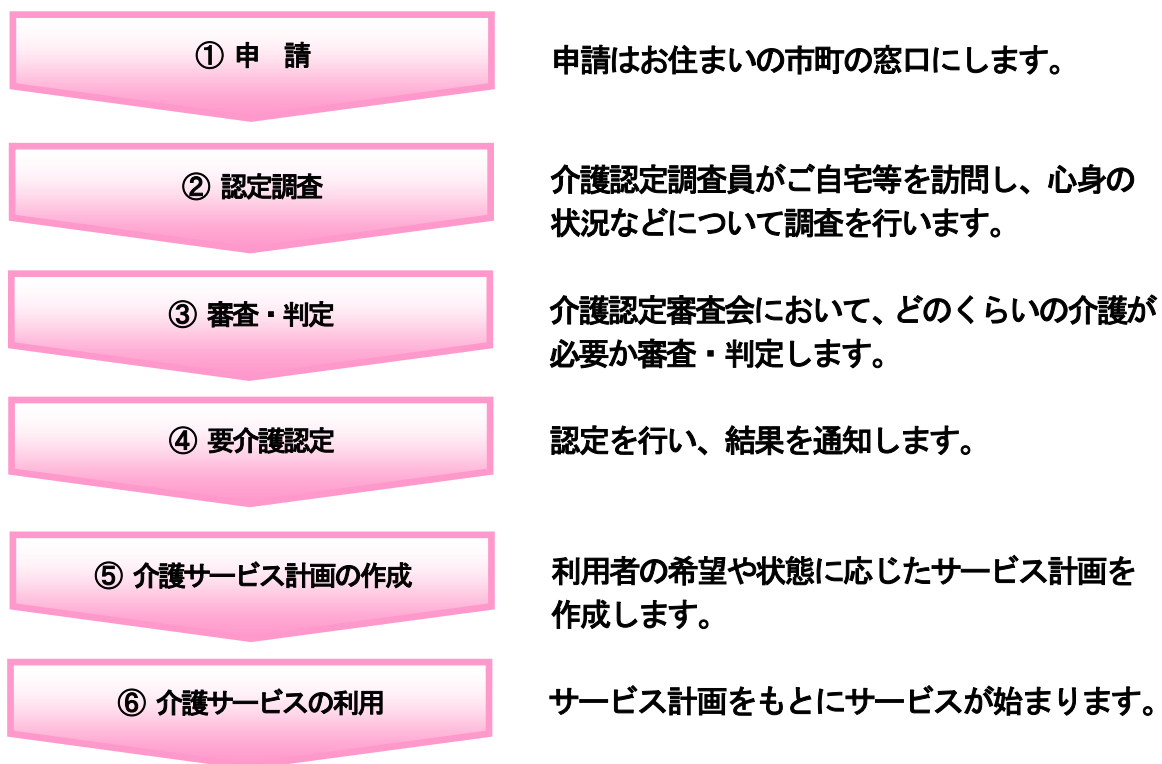 ① 申　請
申請はお住まいの市町の窓口にします。
② 認定調査
介護認定調査員がご自宅等を訪問し、心身の
状況などについて調査を行います。
③ 審査・判定
介護認定審査会において、どのくらいの介護が
必要か審査・判定します。
④ 要介護認定
認定を行い、結果を通知します。
⑤ 介護サービス計画の作成
利用者の希望や状態に応じたサービス計画を
作成します。
⑥ 介護サービスの利用
サービス計画をもとにサービスが始まります。